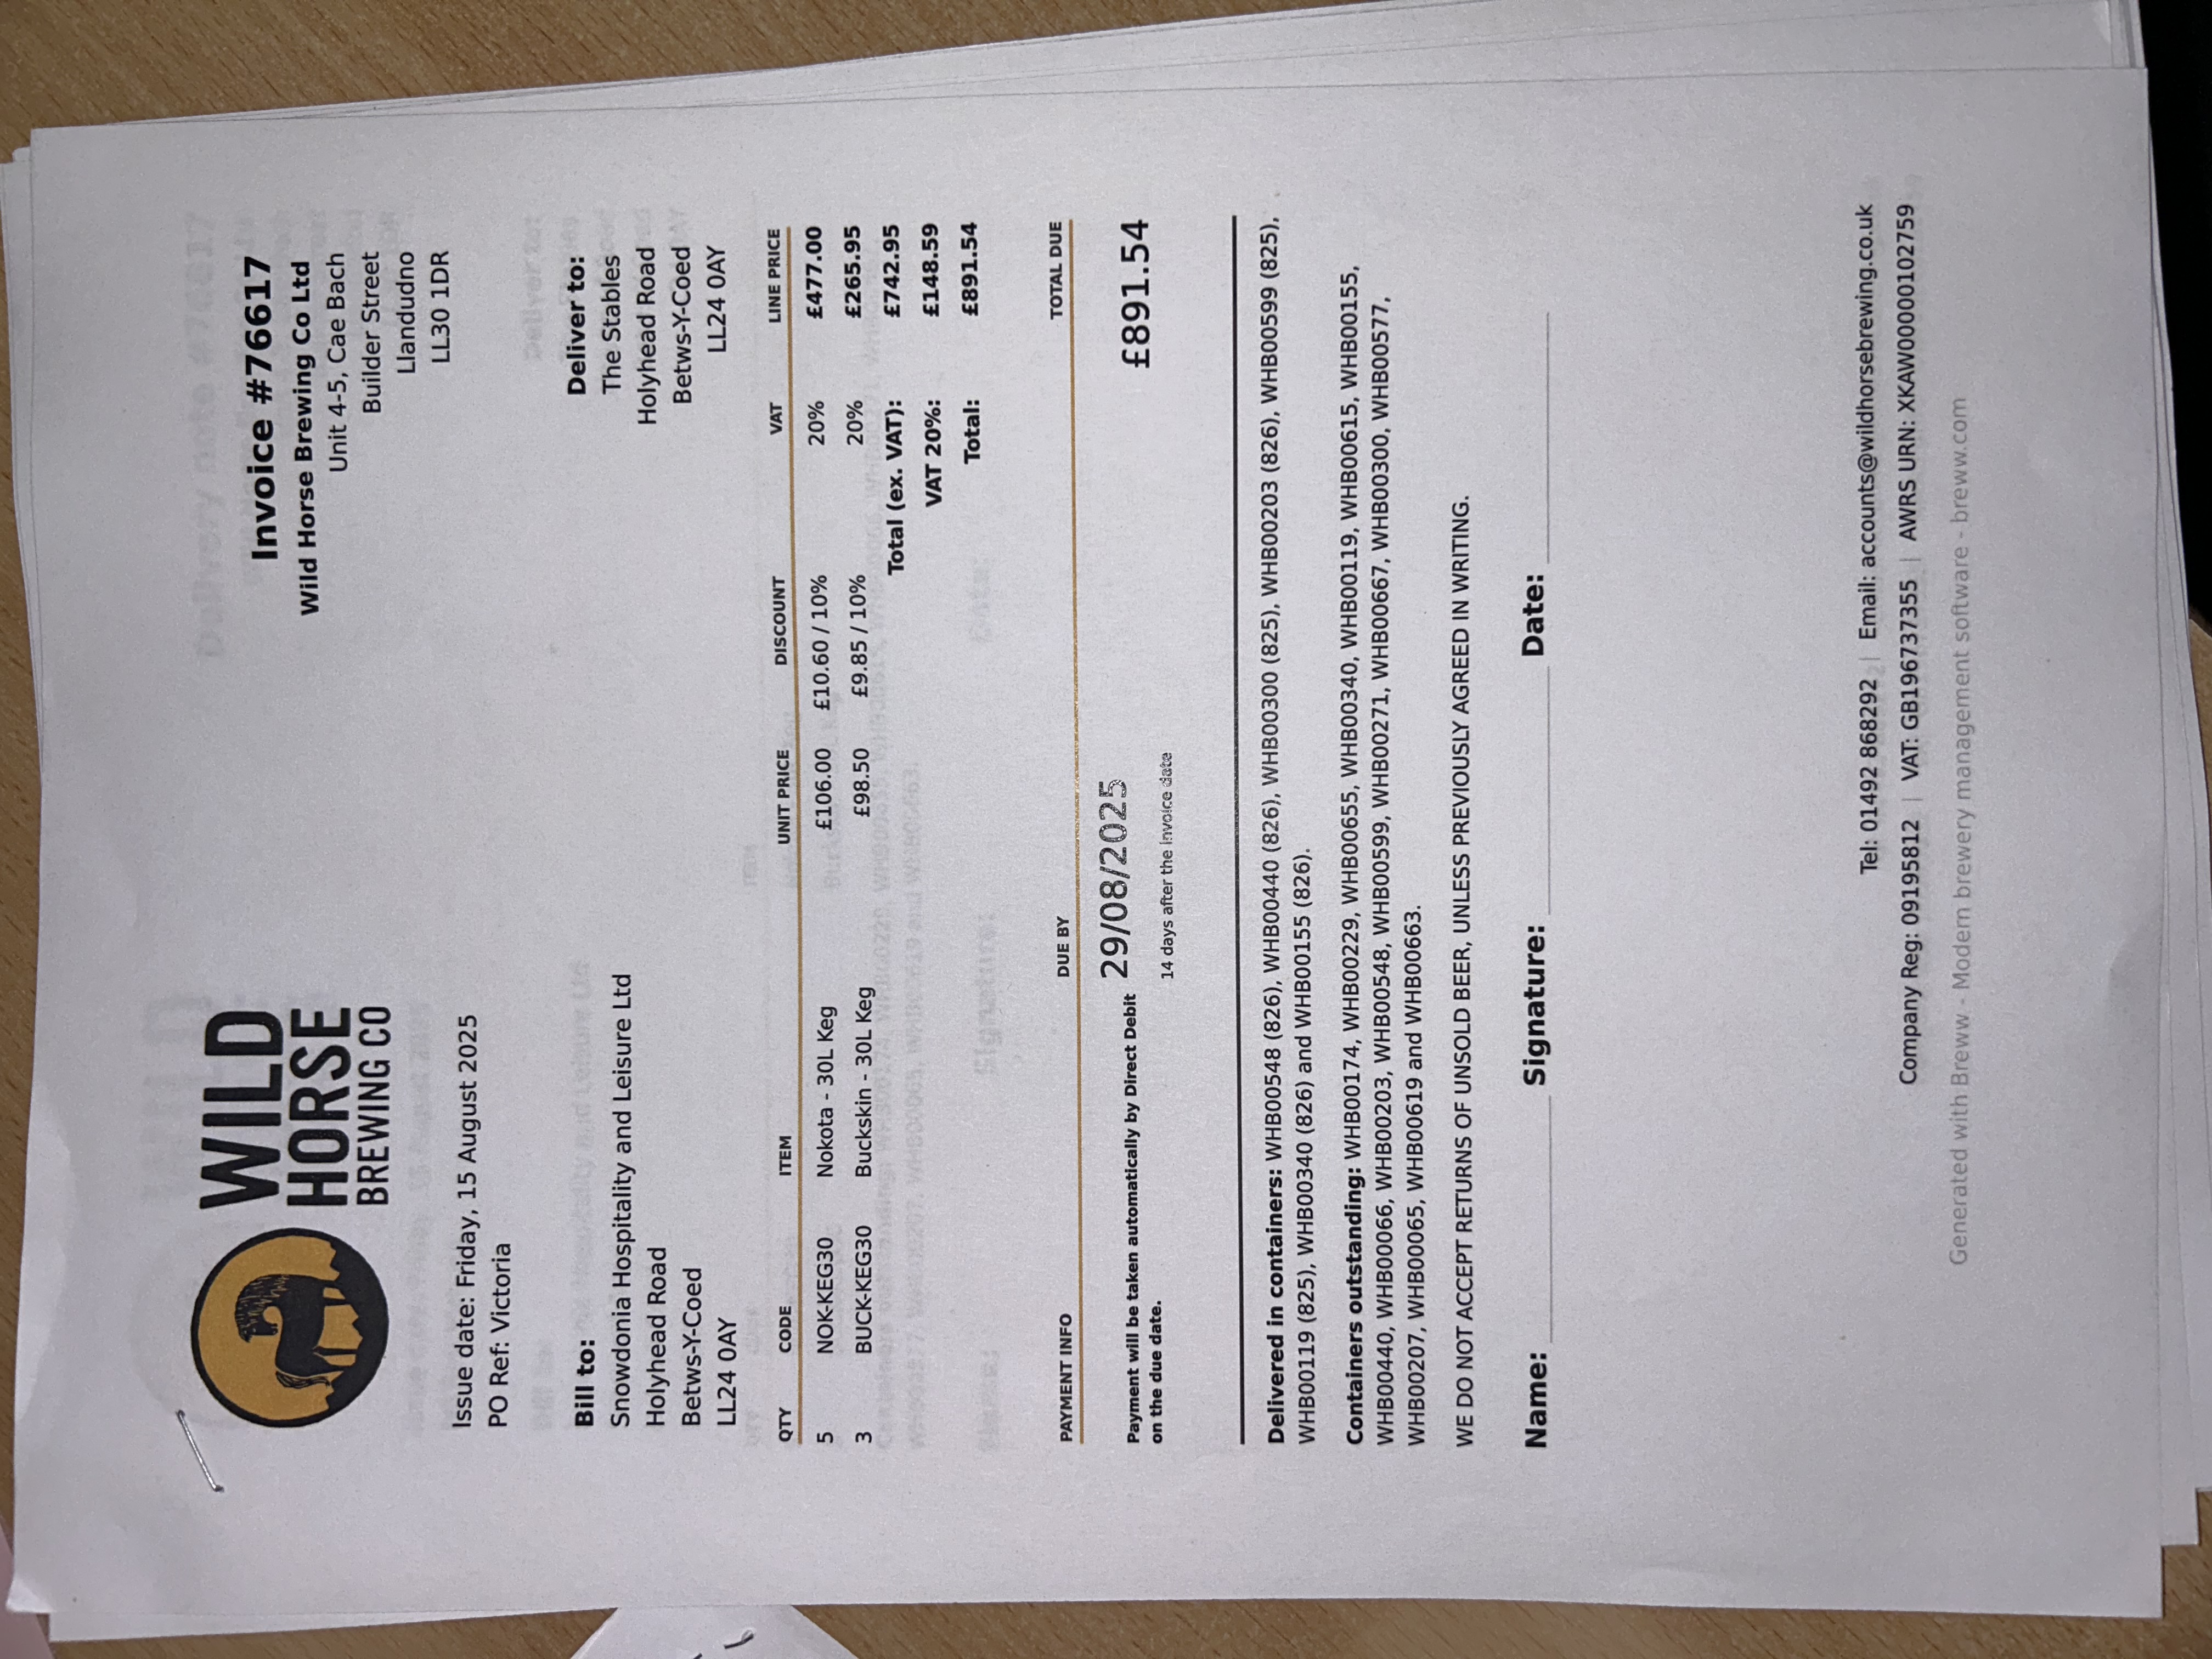 WILD
HORSE
BREWING CO
Invoice #76617
Wild Horse Brewing Co Ltd
Unit 4-5, Cae Bach
Builder Street
Llandudno
LL30 1DR
Issue date: Friday, 15 August 2025
PO Ref: Victoria
Bill to:
Snowdonia Hospitality and Leisure Ltd
Holyhead Road
Betws-Y-Coed
LL24 0AY
Deliver to:
The Stables
Holyhead Road
Betws-Y-Coed
LL24 0AY
QTY CODE ITEM UNIT PRICE DISCOUNT VAT LINE PRICE
5 NOK-KEG30 Nokota - 30L Keg £106.00 £10.60 / 10% 20% £477.00
3 BUCK-KEG30 Buckskin - 30L Keg £98.50 £9.85 / 10% 20% £265.95
Total (ex. VAT): £742.95
VAT 20%: £148.59
Total: £891.54
PAYMENT INFO DUE BY TOTAL DUE
Payment will be taken automatically by Direct Debit
on the due date.
29/08/2025
14 days after the invoice date
£891.54
Delivered in containers: WHB00548 (826), WHB00440 (826), WHB00300 (825), WHB00203 (826), WHB00599 (825),
WHB00119 (825), WHB00340 (826) and WHB00155 (826).
Containers outstanding: WHB00174, WHB00229, WHB00655, WHB00340, WHB00119, WHB00615, WHB00155,
WHB00440, WHB00066, WHB00203, WHB00548, WHB00599, WHB00271, WHB00667, WHB00300, WHB00577,
WHB00207, WHB00065, WHB00619 and WHB00663.
WE DO NOT ACCEPT RETURNS OF UNSOLD BEER, UNLESS PREVIOUSLY AGREED IN WRITING.
Name: Signature: Date:
Tel: 01492 868292 | Email: accounts@wildhorsebrewing.co.uk
Company Reg: 09195812 | VAT: GB196737355 | AWRS URN: XKAW00000102759
Generated with Breww - Modern brewery management software - breww.com